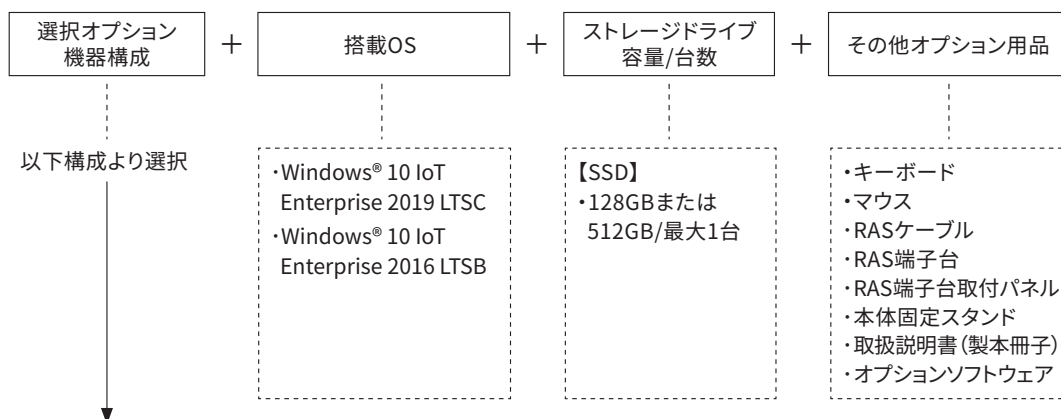 選択オプション
機器構成
+
搭載OS
+
ストレージドライブ
容量/台数
+
その他オプション用品
以下構成より選択
・Windows® 10 IoT
Enterprise 2019 LTSC
・Windows® 10 IoT
Enterprise 2016 LTSB
【SSD】
・128GBまたは
512GB/最大1台
・キーボード
・マウス
・RASケーブル
・RAS端子台
・RAS端子台取付パネル
・本体固定スタンド
・取扱説明書(製本冊子)
・オプションソフトウェア